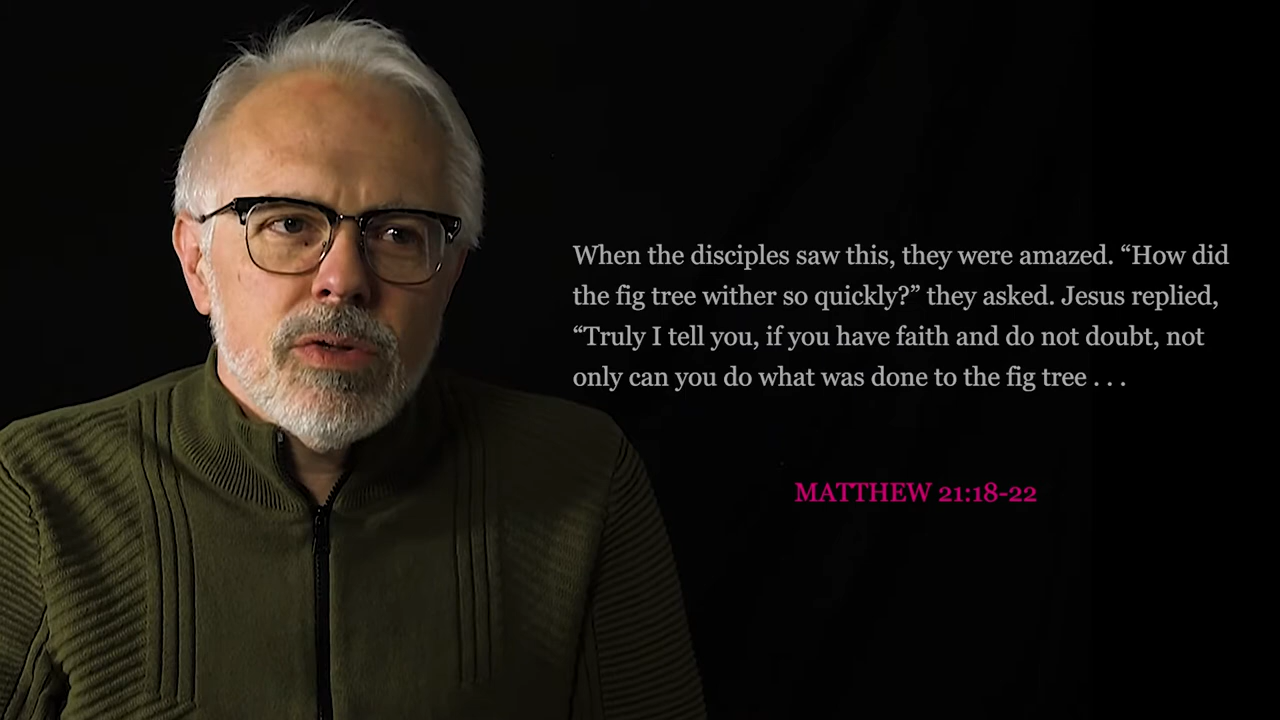 When the disciples saw this, they were amazed. “How did
the fig tree wither so quickly?” they asked. Jesus replied,
“Truly I tell you, if you have faith and do not doubt, not
only can you do what was done to the fig tree . . .
MATTHEW 21:18-22